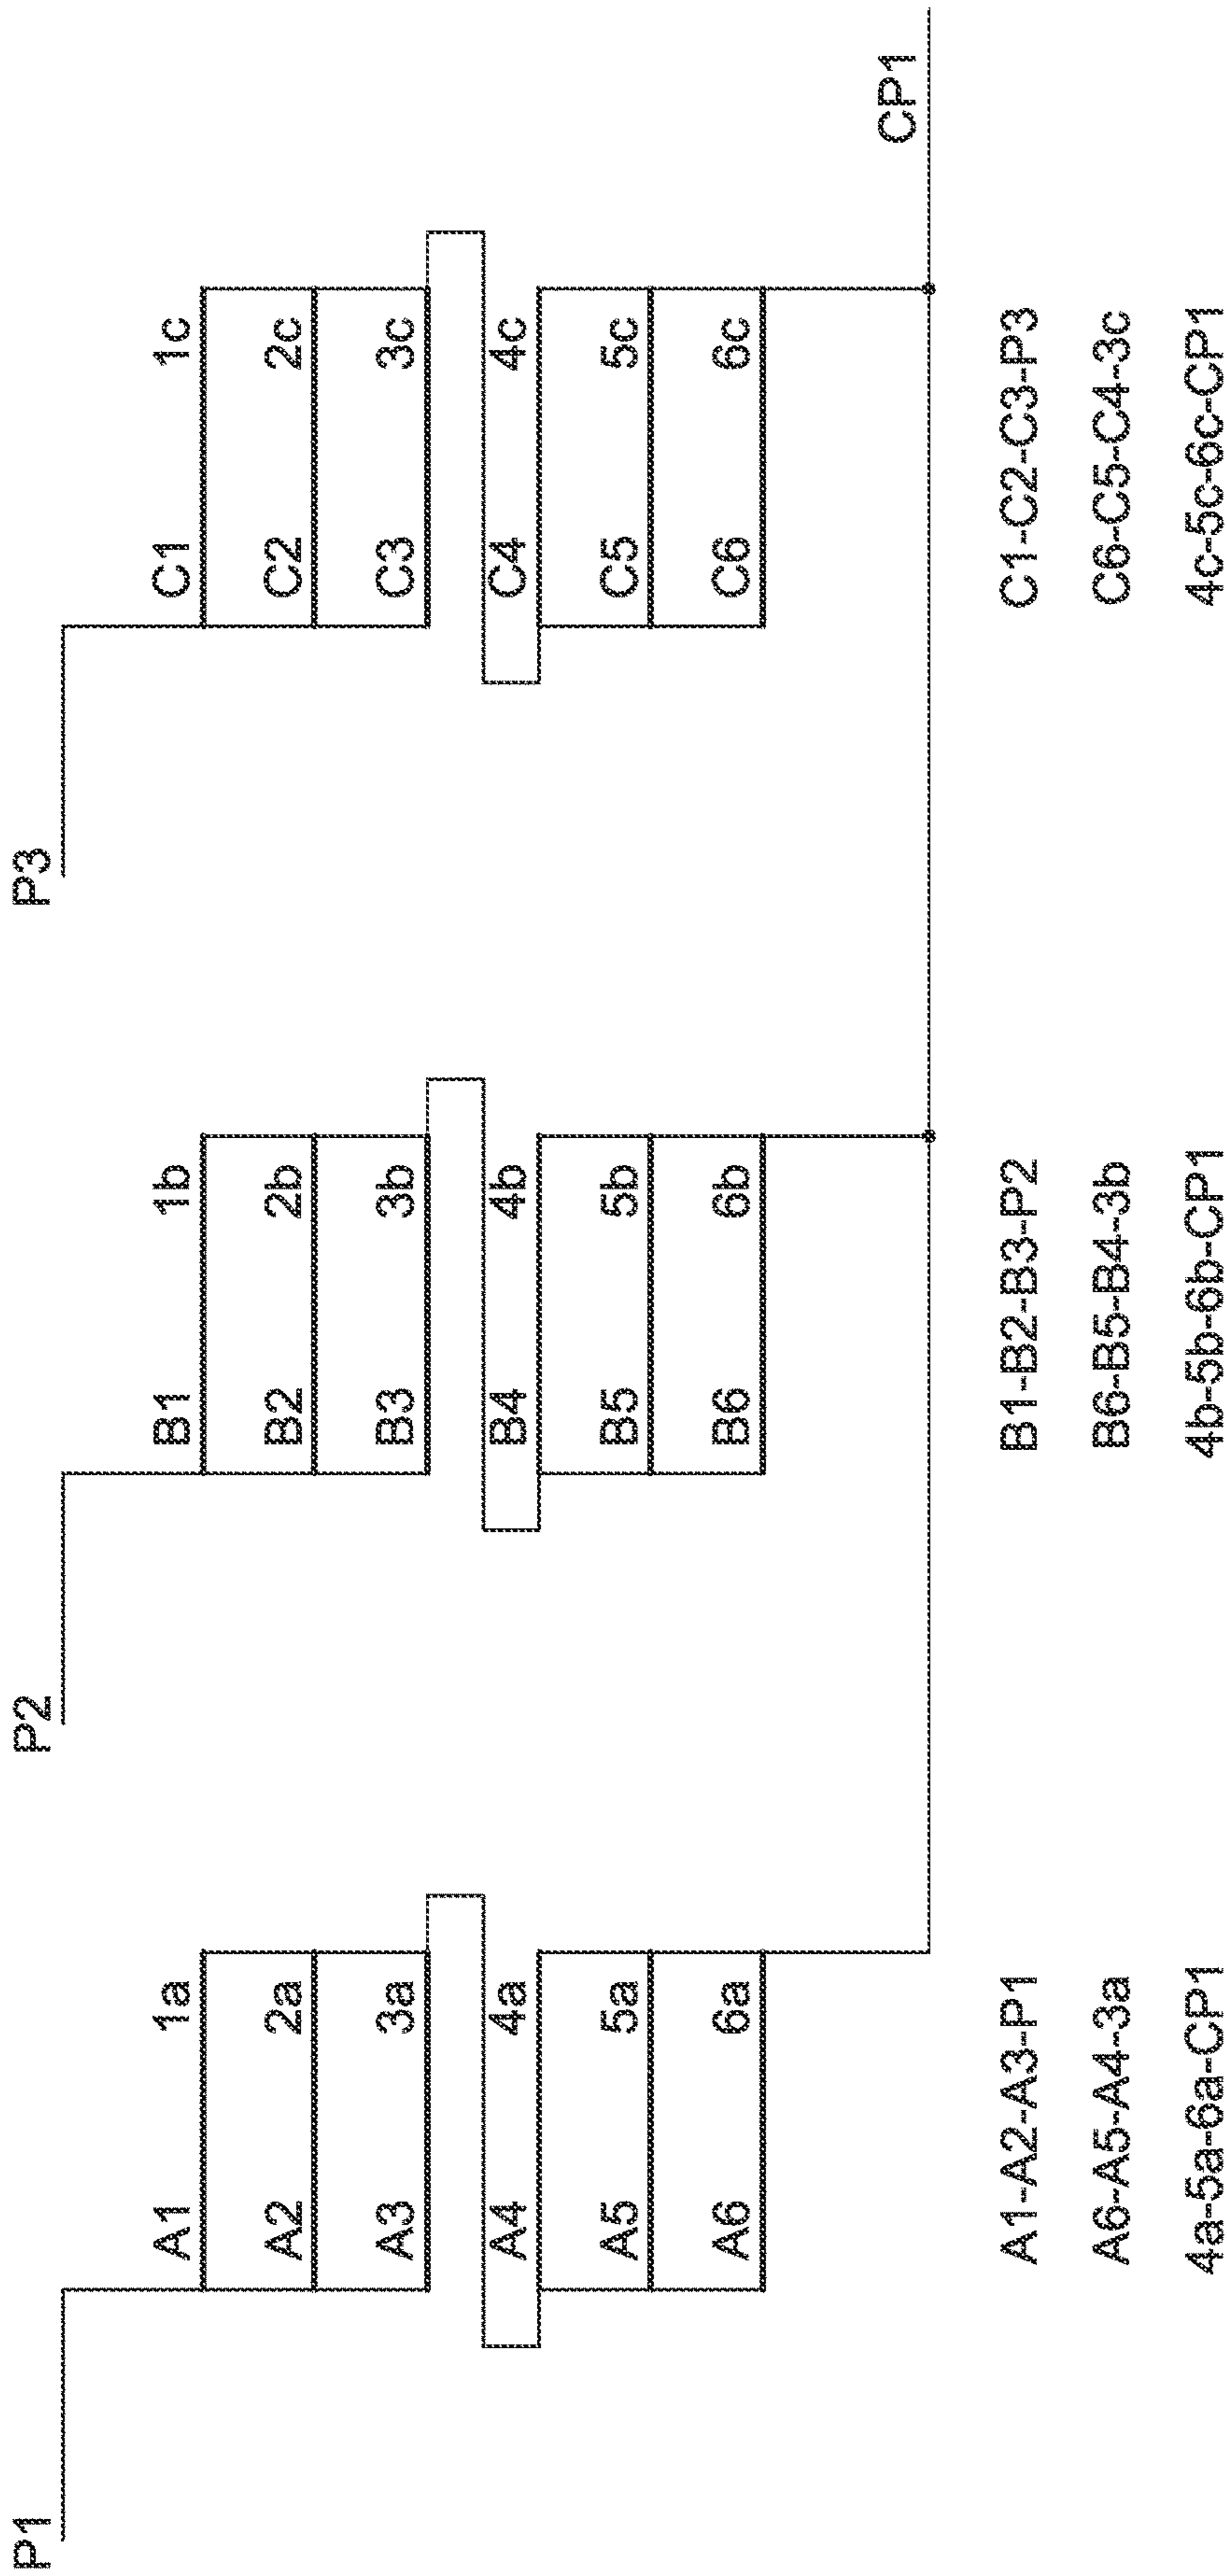 P1
A1 1a
A2 2a
A3 3a
A4 4a
A5 5a
A6 6a
A1-A2-A3-P1
A6-A5-A4-3a
4a-5a-6a-CP1
P2
B1 1b
B2 2b
B3 3b
B4 4b
B5 5b
B6 6b
B1-B2-B3-P2
B6-B5-B4-3b
4b-5b-6b-CP1
P3
C1 1c
C2 2c
C3 3c
C4 4c
C5 5c
C6 6c
CP1
C1-C2-C3-P3
C6-C5-C4-3c
4c-5c-6c-CP1